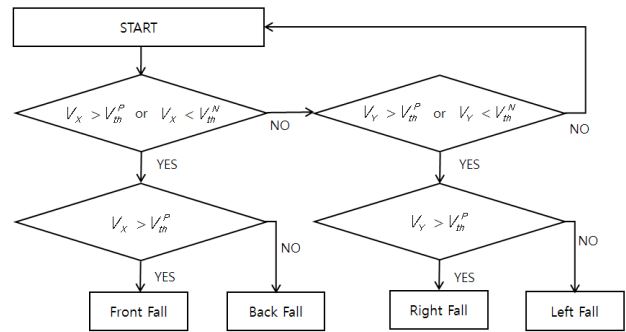 START
V_X > V_th^P or V_X < V_th^N
NO
V_Y > V_th^P or V_Y < V_th^N
NO
YES
YES
V_X > V_th^P
NO
V_Y > V_th^P
NO
YES
YES
Front Fall
Back Fall
Right Fall
Left Fall